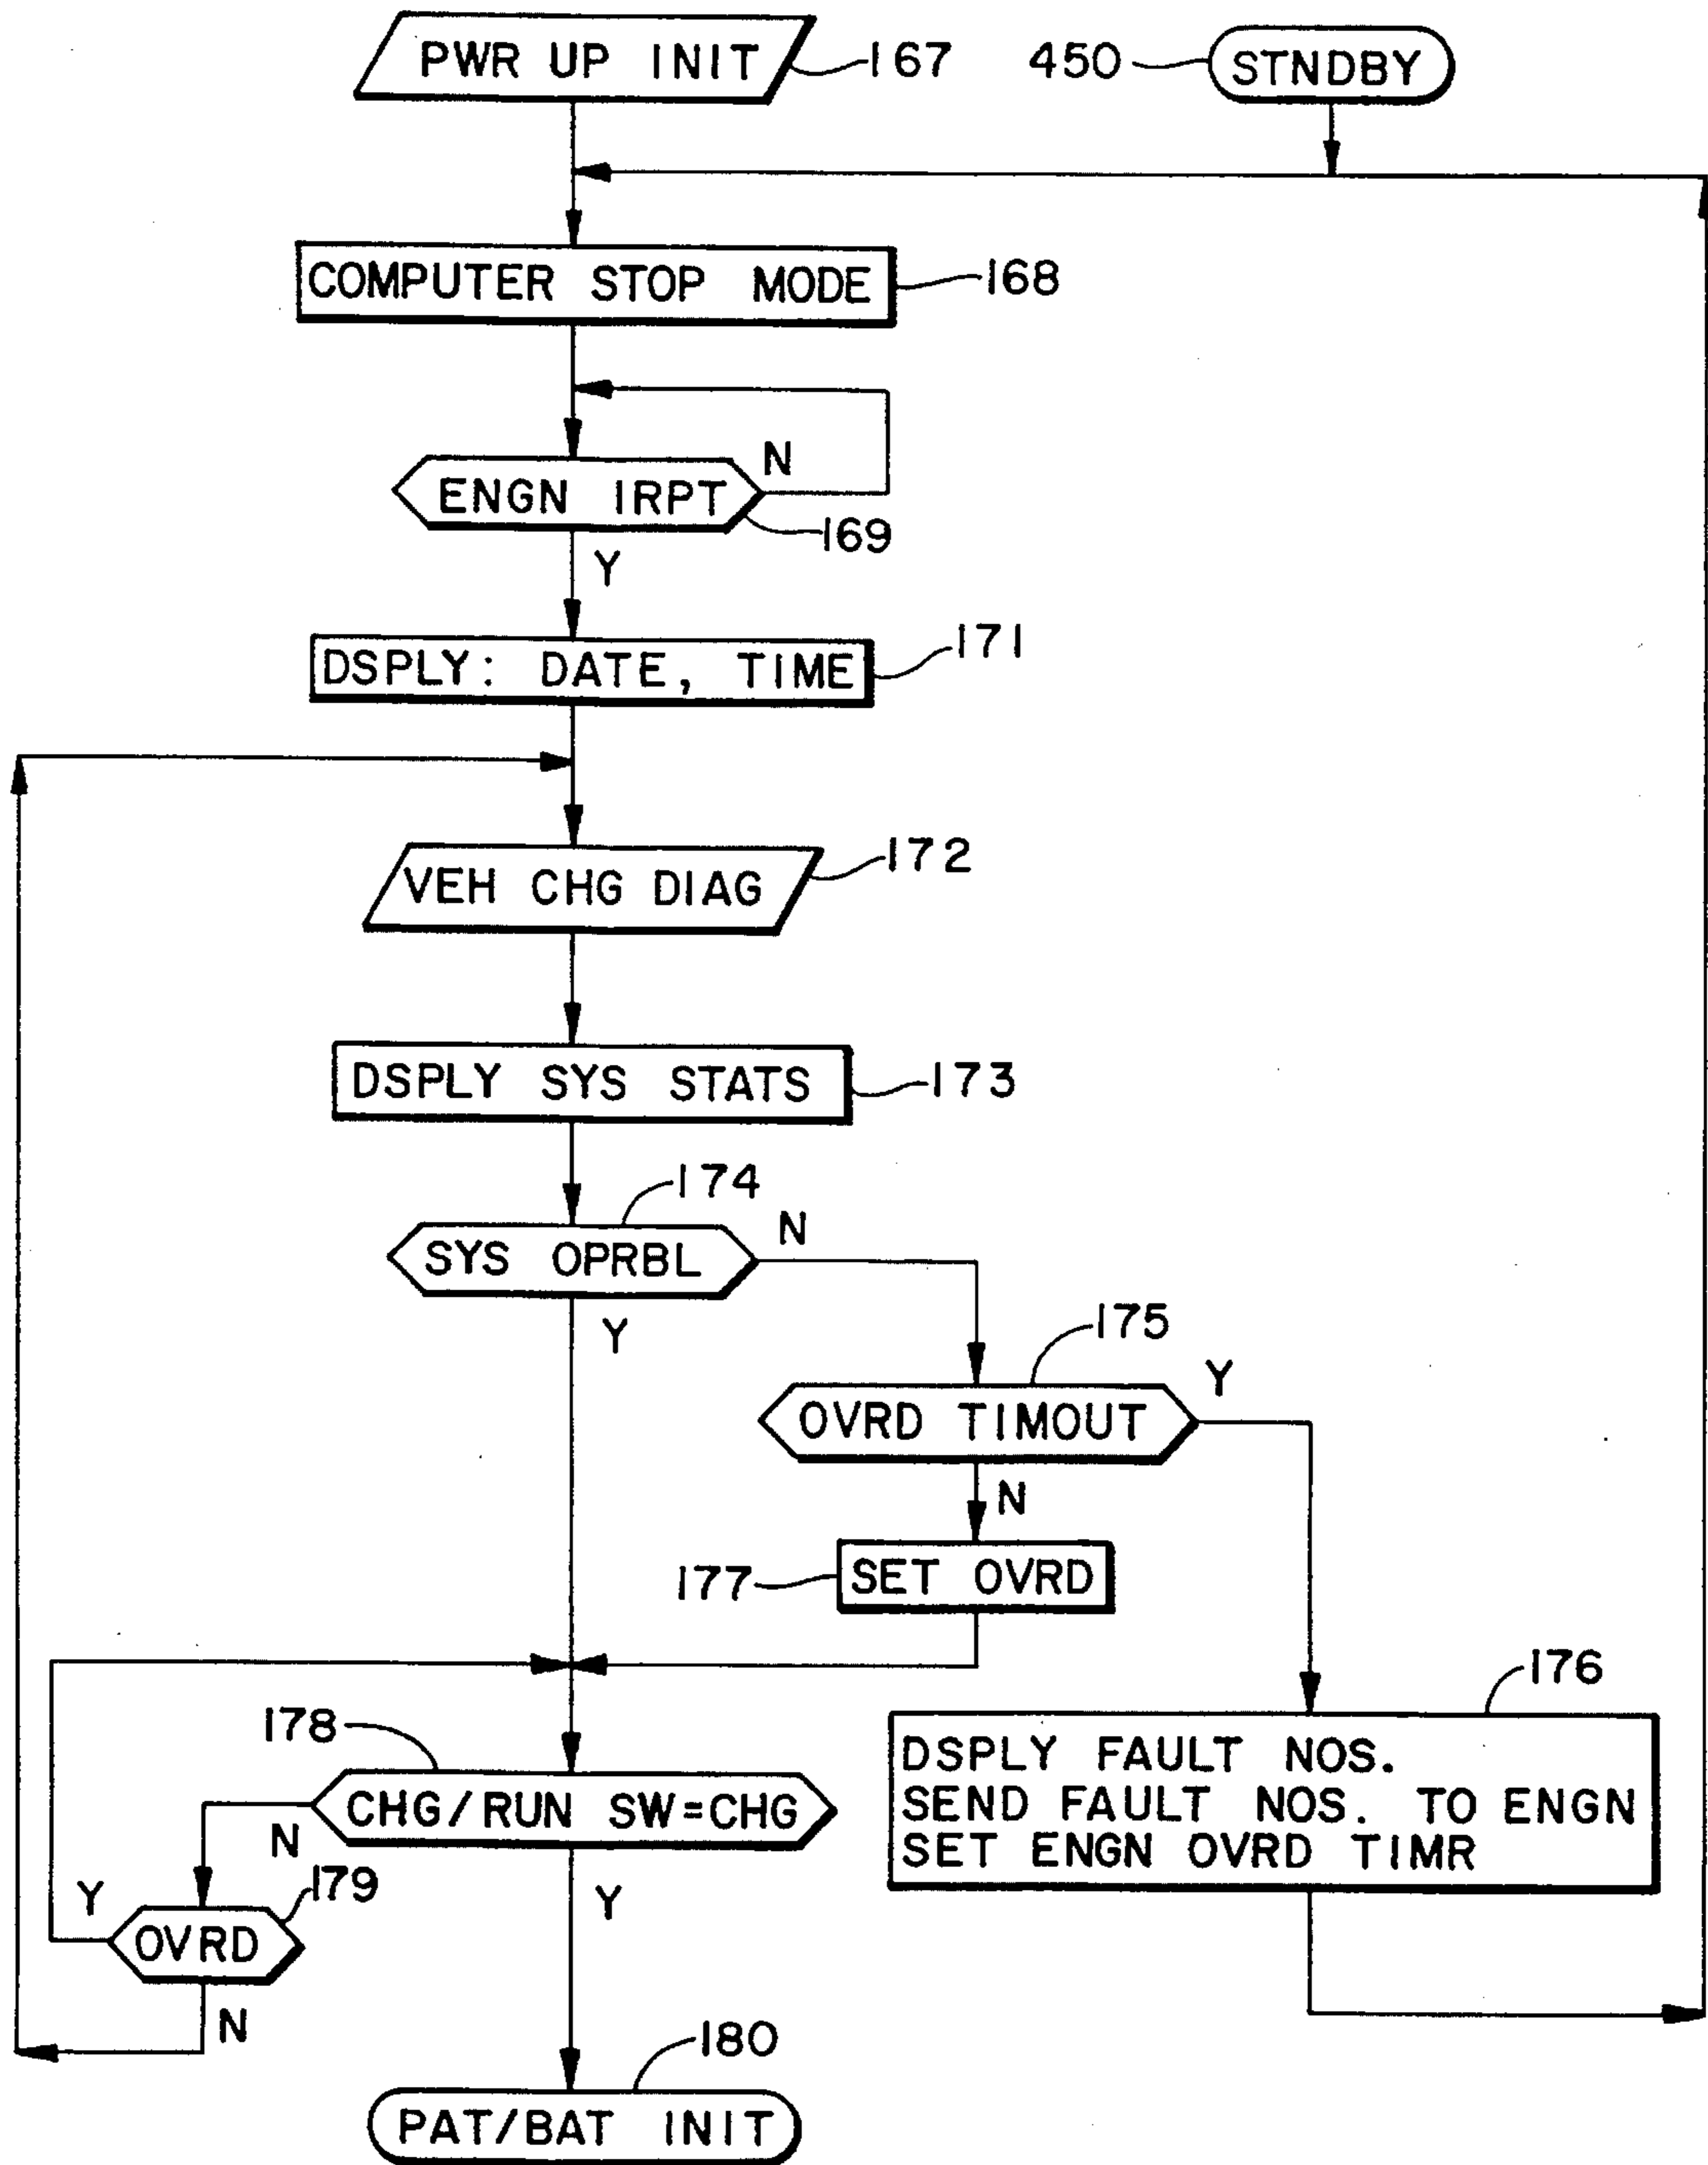 PWR UP INIT
167
450
STNDBY
COMPUTER STOP MODE
168
N
ENGN IRPT
169
Y
DSPLY: DATE, TIME
171
VEH CHG DIAG
172
DSPLY SYS STATS
173
174
SYS OPRBL
N
Y
175
OVRD TIMOUT
Y
N
177
SET OVRD
176
DSPLY FAULT NOS.
SEND FAULT NOS. TO ENGN
SET ENGN OVRD TIMR
178
CHG/RUN SW=CHG
N
Y
179
Y
OVRD
N
180
PAT/BAT INIT